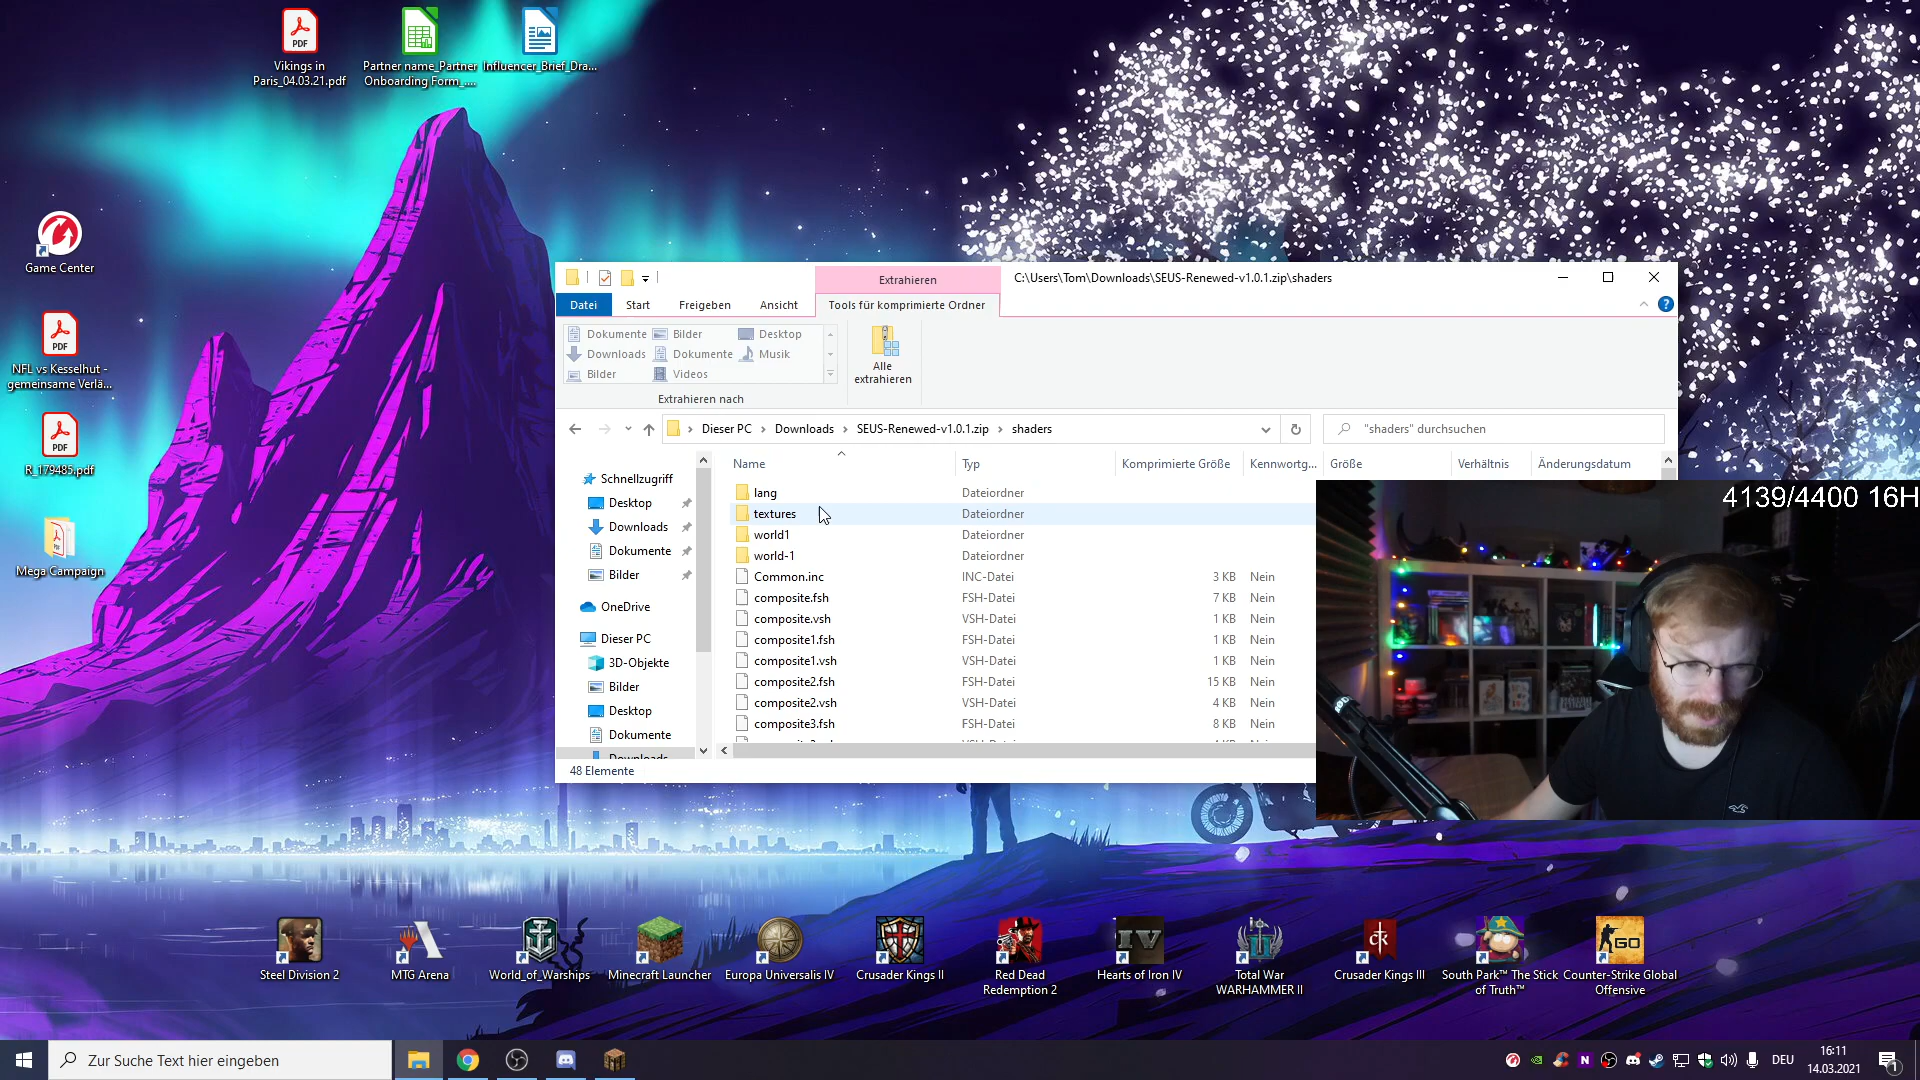 Vikings in
Paris_04.03.21.pdf
Partner name_Partner
Onboarding Form_....
Influencer_Brief_Dra...
Game Center
NFL vs Kesselhut -
gemeinsame Verlä...
R_179485.pdf
Mega Campaign
Extrahieren
C:\Users\Tom\Downloads\SEUS-Renewed-v1.0.1.zip\shaders
Datei
Start
Freigeben
Ansicht
Tools für komprimierte Ordner
Dokumente
Bilder
Desktop
Downloads
Dokumente
Musik
Bilder
Videos
Alle
extrahieren
Extrahieren nach
Dieser PC
Downloads
SEUS-Renewed-v1.0.1.zip
shaders
"shaders" durchsuchen
Schnellzugriff
Desktop
Downloads
Dokumente
Bilder
OneDrive
Dieser PC
3D-Objekte
Bilder
Desktop
Dokumente
Downloads
Name Typ Komprimierte Größe Kennwortg... Größe Verhältnis Änderungsdatum
lang Dateiordner
textures Dateiordner
world1 Dateiordner
world-1 Dateiordner
Common.inc INC-Datei 3 KB Nein
composite.fsh FSH-Datei 7 KB Nein
composite.vsh VSH-Datei 1 KB Nein
composite1.fsh FSH-Datei 1 KB Nein
composite1.vsh VSH-Datei 1 KB Nein
composite2.fsh FSH-Datei 15 KB Nein
composite2.vsh VSH-Datei 4 KB Nein
composite3.fsh FSH-Datei 8 KB Nein
48 Elemente
4139/4400 16H
Steel Division 2
MTG Arena
World_of_Warships
Minecraft Launcher
Europa Universalis IV
Crusader Kings II
Red Dead
Redemption 2
Hearts of Iron IV
Total War
WARHAMMER II
Crusader Kings III
South Park™ The Stick
of Truth™
Counter-Strike Global
Offensive
Zur Suche Text hier eingeben
DEU
16:11
14.03.2021
1